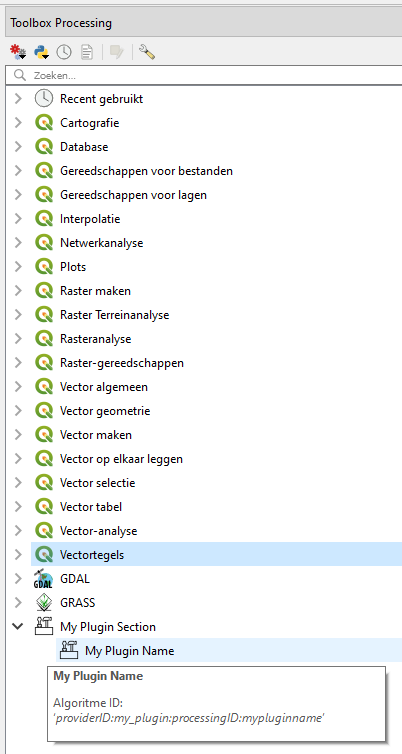 Toolbox Processing
Zoeken...
Recent gebruikt
Cartografie
Database
Gereedschappen voor bestanden
Gereedschappen voor lagen
Interpolatie
Netwerkanalyse
Plots
Raster maken
Raster Terreinanalyse
Rasteranalyse
Raster-gereedschappen
Vector algemeen
Vector geometrie
Vector maken
Vector op elkaar leggen
Vector selectie
Vector tabel
Vector-analyse
Vectortegels
GDAL GDAL
GRASS
My Plugin Section
My Plugin Name
My Plugin Name
Algoritme ID:
'providerID:my_plugin:processingID:mypluginname'